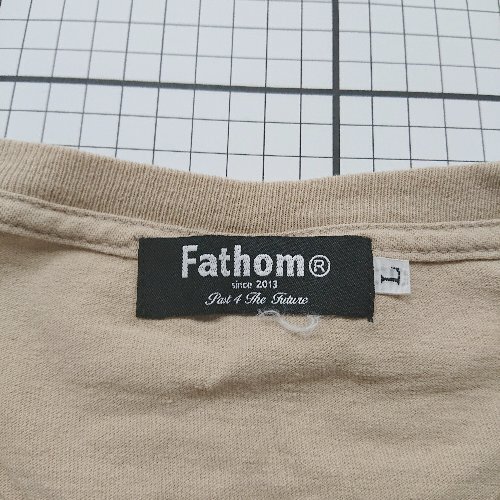 Fathom®
since 2013
Past 4 The Future
L